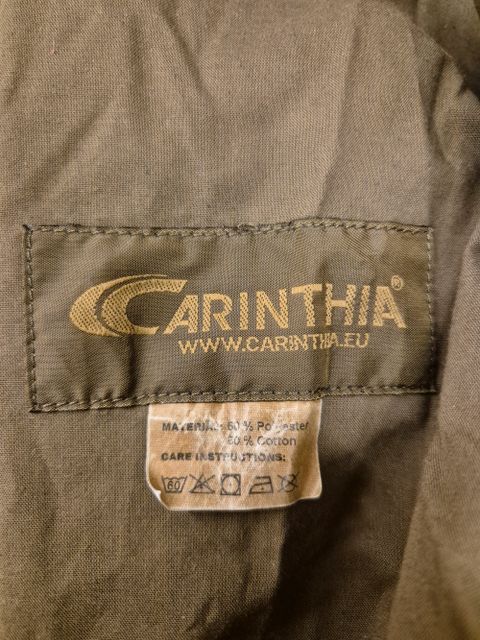 CARINTHIA®
WWW.CARINTHIA.EU
MATERIAL: 50 % Polyester
50 % Cotton
CARE INSTRUCTIONS:
60